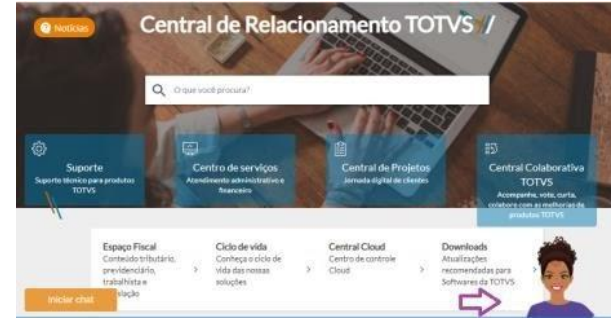 Notícias
Central de Relacionamento TOTVS
O que você procura?
Suporte
Suporte técnico para produtos
TOTVS
Centro de serviços
Atendimento administrativo e
financeiro
Central de Projetos
Jornada digital de clientes
Central Colaborativa
TOTVS
Acompanhe, vote, curta,
colabore com as melhorias de
produtos TOTVS
Espaço Fiscal
Conteúdo tributário,
previdenciário,
trabalhista e
islação
Ciclo de vida
Conheça o ciclo de
vida das nossas
soluções
Central Cloud
Centro de controle
Cloud
Downloads
Atualizações
recomendadas para
Softwares da TOTVS
Iniciar chat